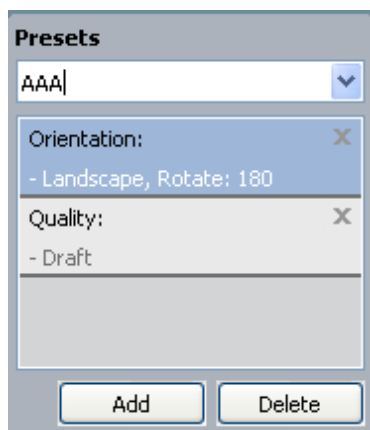 Presets
AAA
Orientation:
- Landscape, Rotate: 180
Quality:
- Draft
Add Delete